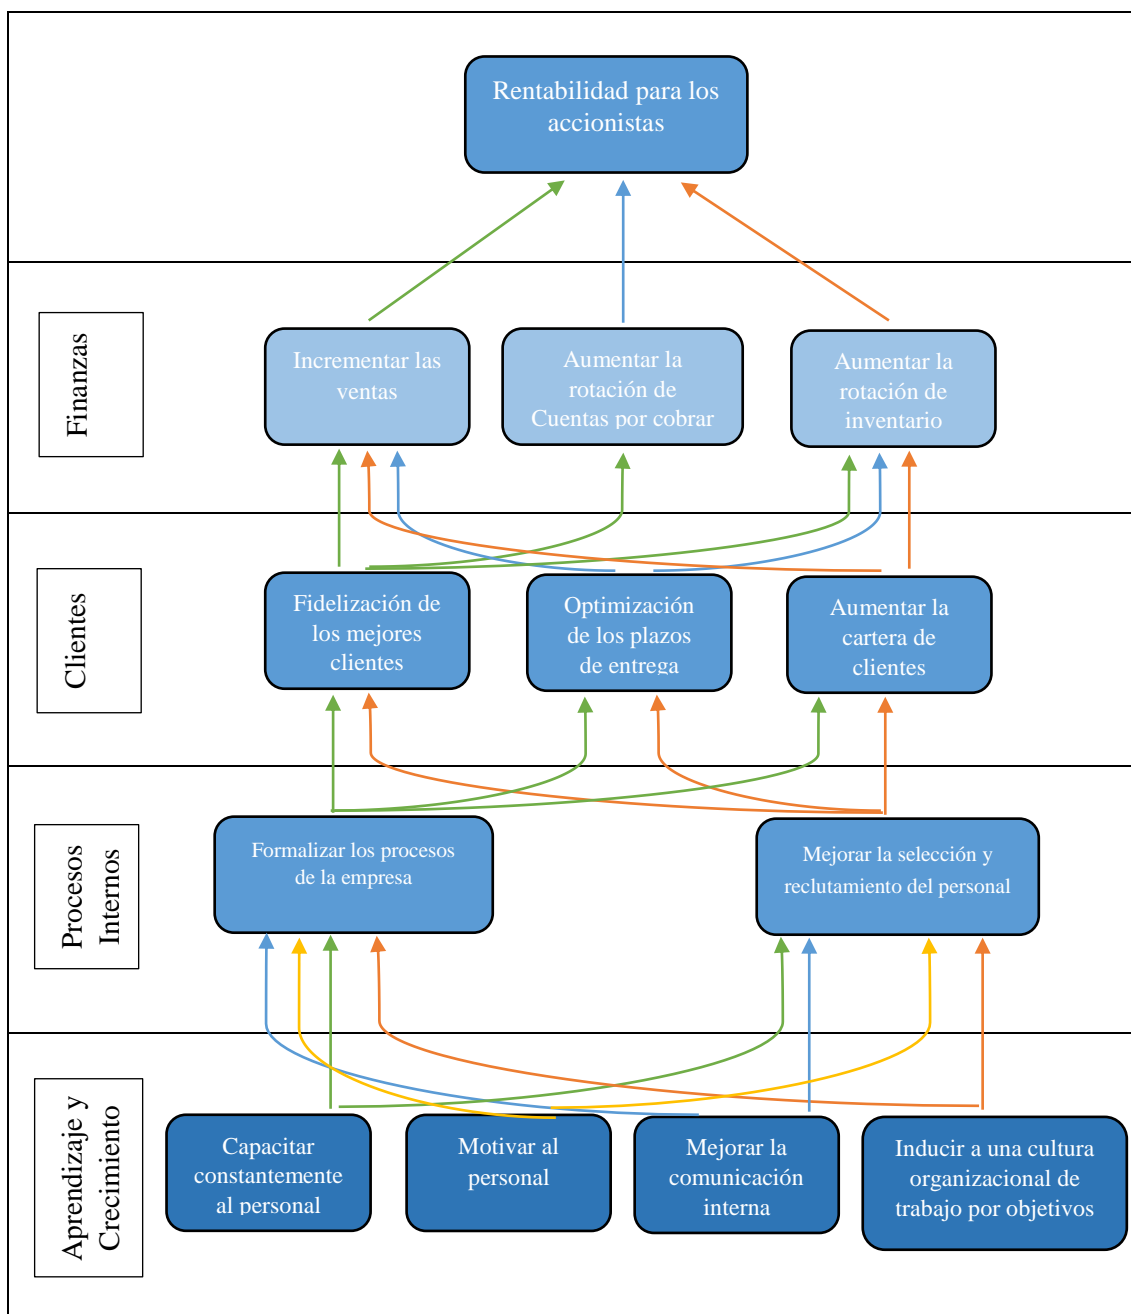 Rentabilidad para los
accionistas
Finanzas
Incrementar las
ventas
Aumentar la
rotación de
Cuentas por cobrar
Aumentar la
rotación de
inventario
Clientes
Fidelización de
los mejores
clientes
Optimización
de los plazos
de entrega
Aumentar la
cartera de
clientes
Procesos
Internos
Formalizar los procesos
de la empresa
Mejorar la selección y
reclutamiento del personal
Aprendizaje y
Crecimiento
Capacitar
constantemente
al personal
Motivar al
personal
Mejorar la
comunicación
interna
Inducir a una cultura
organizacional de
trabajo por objetivos